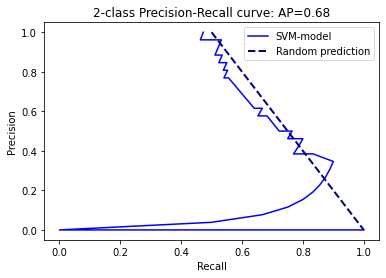 2-class Precision-Recall curve: AP=0.68
SVM-model
Random prediction
1.0
0.8
0.6
0.4
0.2
0.0
Precision
0.0 0.2 0.4 0.6 0.8 1.0
Recall